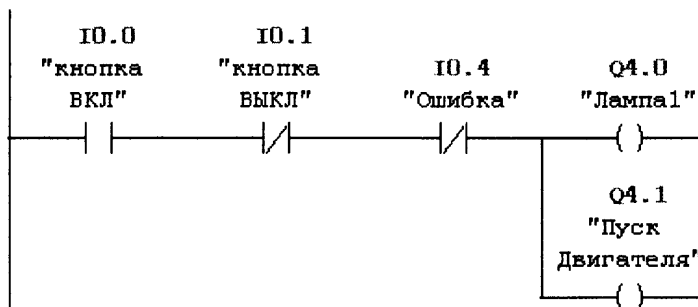 I0.0
"кнопка
ВКЛ"
I0.1
"кнопка
ВЫКЛ"
I0.4
"Ошибка"
Q4.0
"Лампа1"
Q4.1
"Пуск
Двигателя"